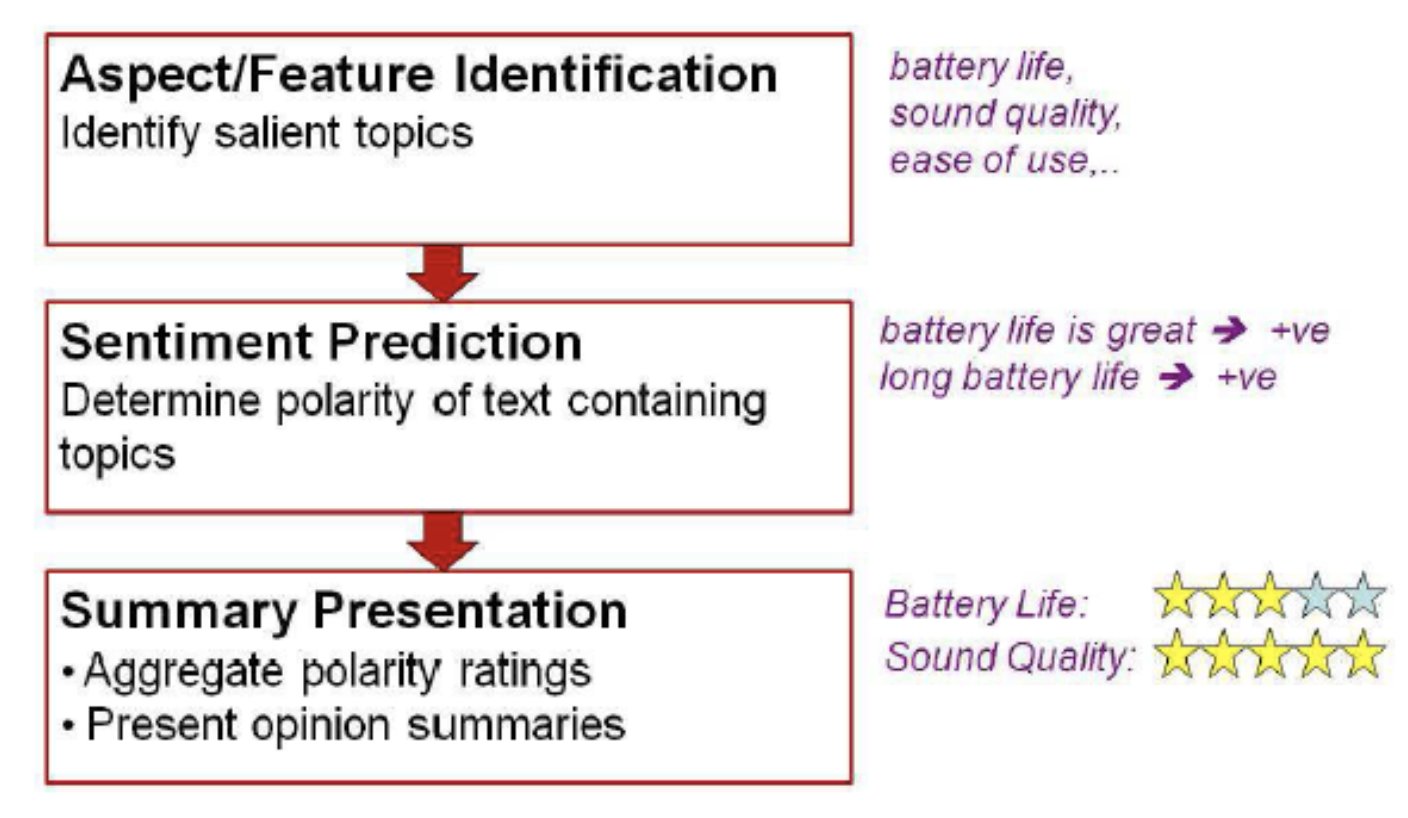 Aspect/Feature Identification
Identify salient topics
battery life,
sound quality,
ease of use,..
Sentiment Prediction
Determine polarity of text containing
topics
battery life is great ➔ +ve
long battery life ➔ +ve
Summary Presentation
• Aggregate polarity ratings
• Present opinion summaries
Battery Life:
Sound Quality: